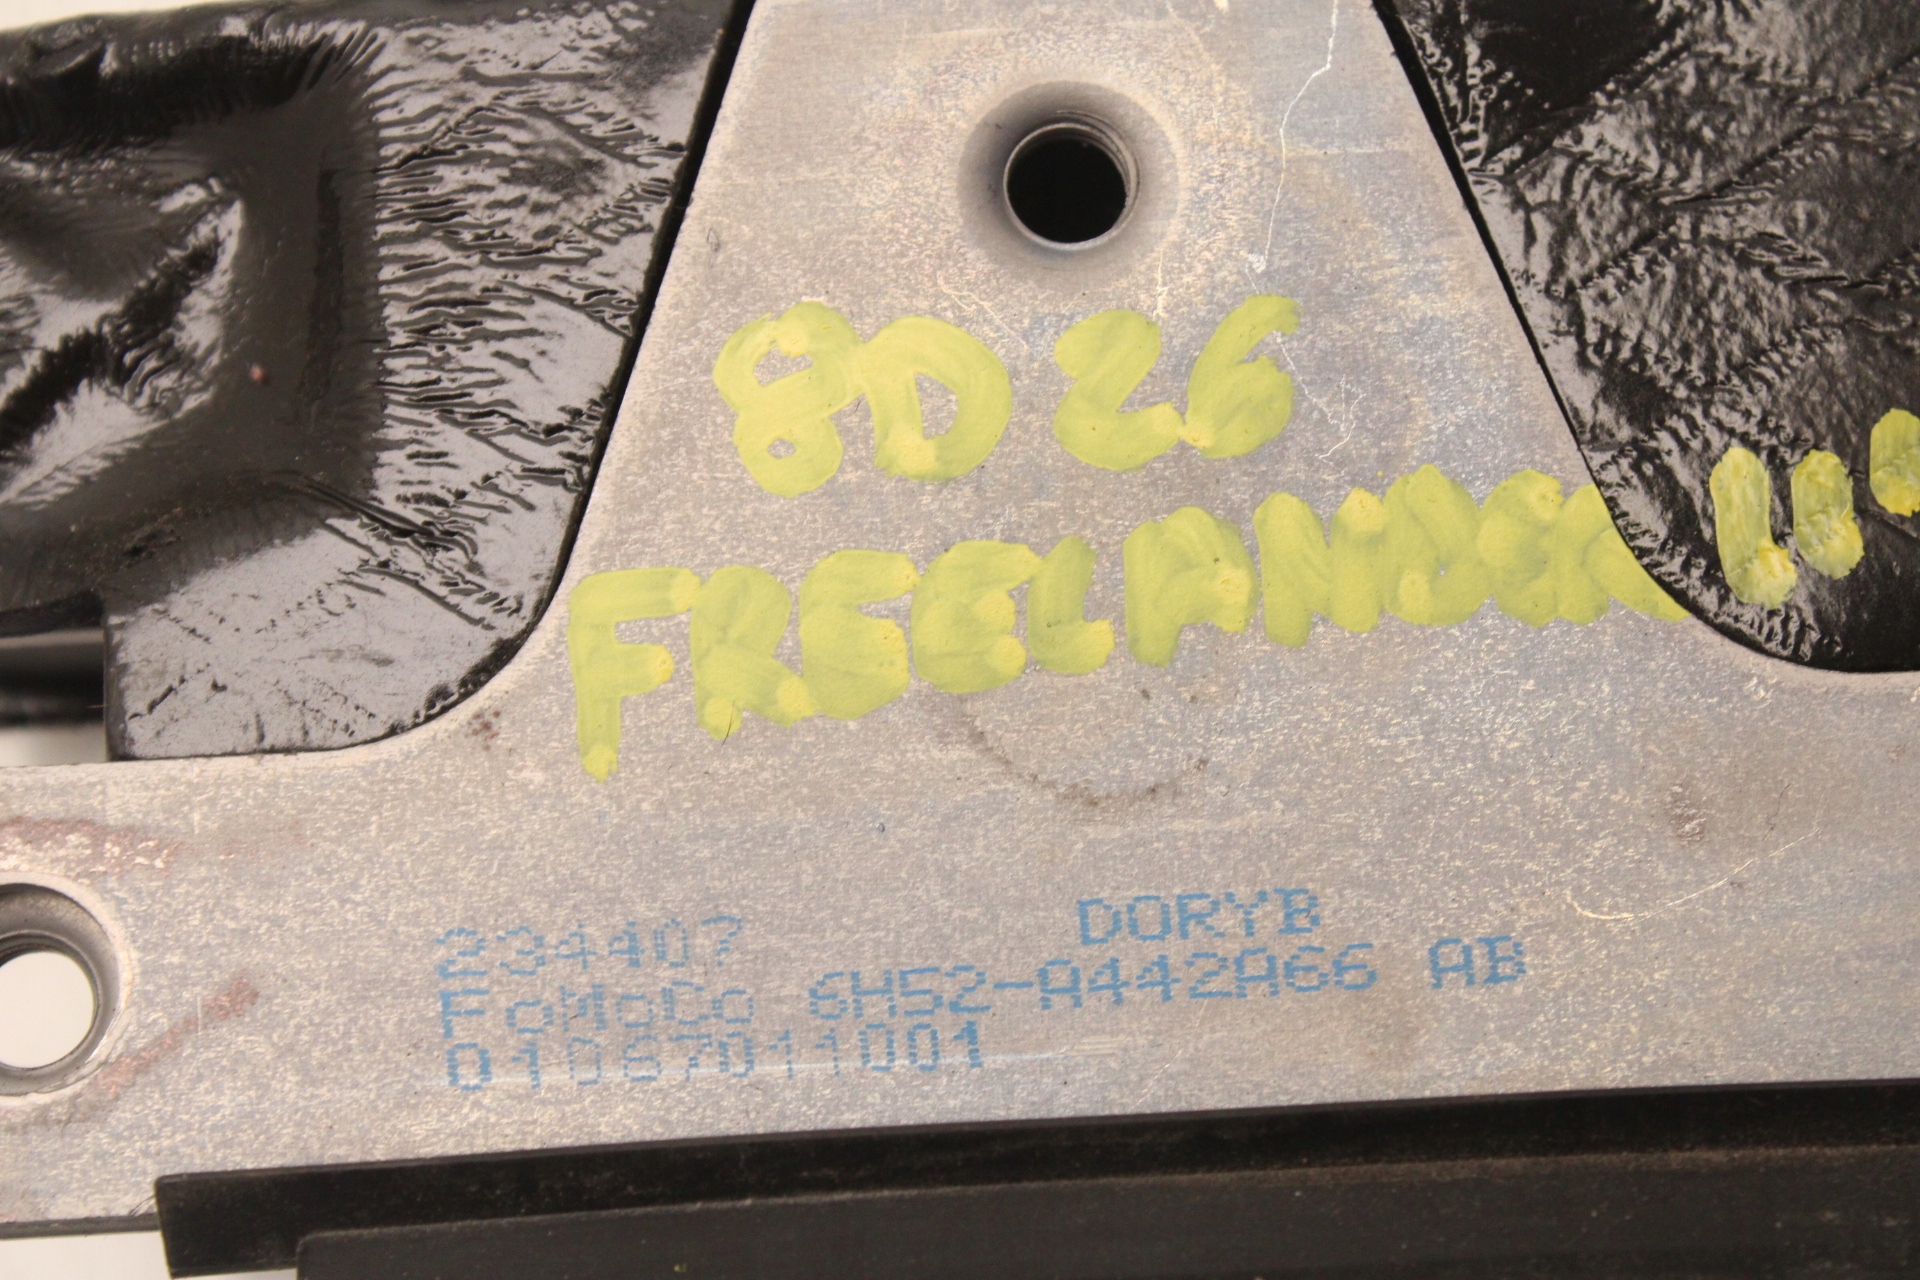 8D 26
FREELANDER
234407 DORYB
FOMOCO 6H52-A442A66 AB
01067011001